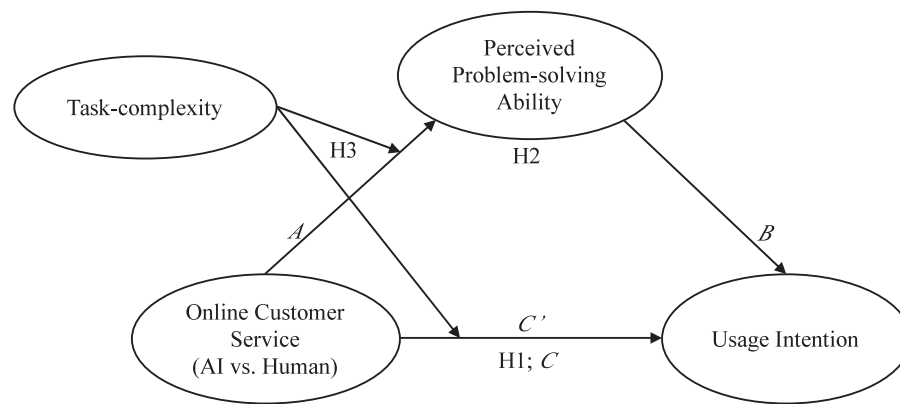 Perceived
Problem-solving
Ability
Task-complexity
H3
H2
A
B
Online Customer
Service
(AI vs. Human)
C’
H1; C
Usage Intention